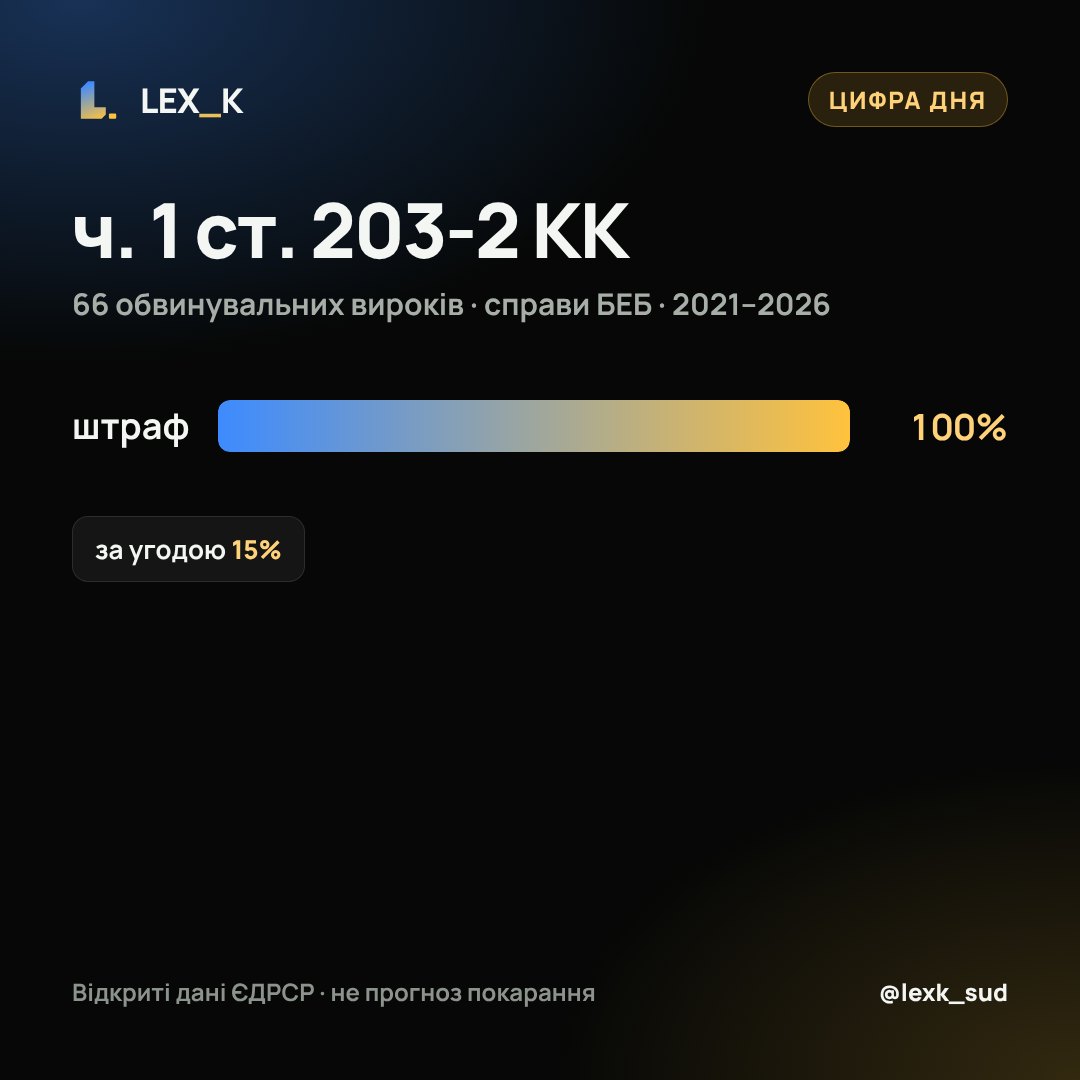 LEX_K
ЦИФРА ДНЯ
ч. 1 ст. 203-2 КК
66 обвинувальних вироків · справи БЕБ · 2021–2026
штраф 100%
за угодою 15%
Відкриті дані ЄДРСР · не прогноз покарання
@lexk_sud